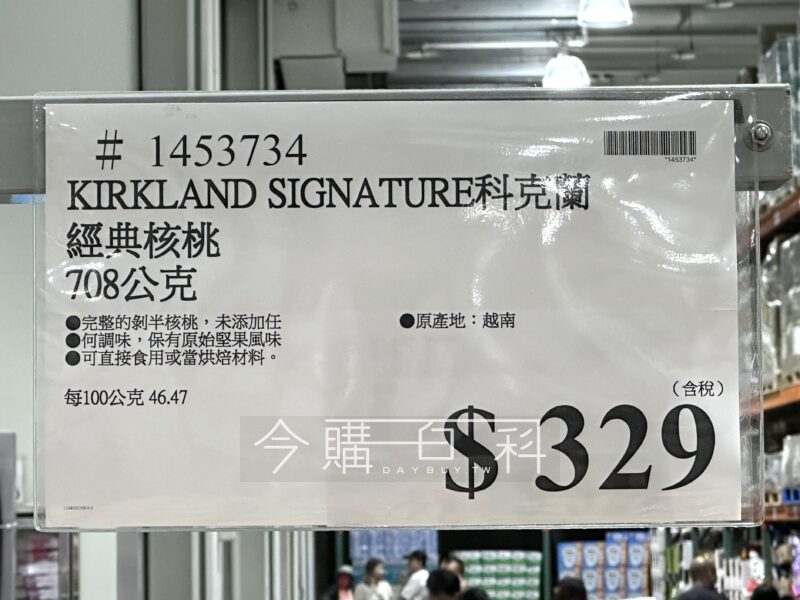 # 1453734
*1453734*
KIRKLAND SIGNATURE科克蘭
經典核桃
708公克
●完整的剝半核桃，未添加任
●何調味，保有原始堅果風味
●可直接食用或當烘焙材料。
●原產地：越南
每100公克 46.47
（含稅）
$ 329
今購百科
DAYBUY.TW